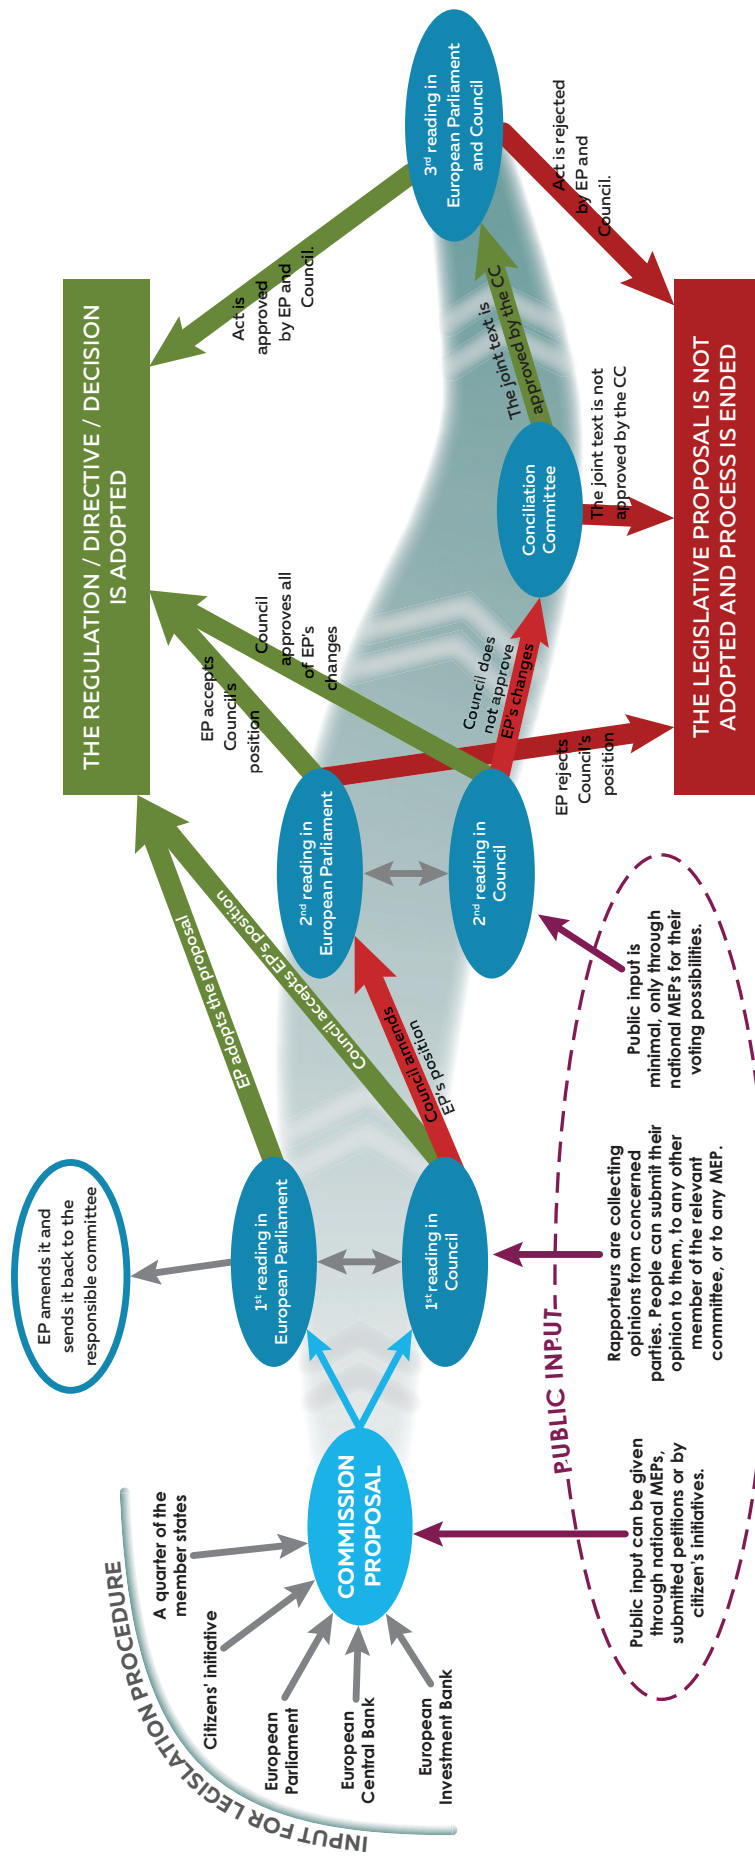 INPUT FOR LEGISLATION PROCEDURE
A quarter of the
member states
Citizens' initiative
European
Parliament
European
Central Bank
European
Investment Bank
COMMISSION
PROPOSAL
EP amends it and
sends it back to the
responsible committee
1st reading in
European Parliament
1st reading in
Council
EP adopts the proposal
Council accepts EP's position
Council amends
EP's position
2nd reading in
European Parliament
2nd reading in
Council
EP accepts
Council's
position
Council
approves all
of EP's
changes
Council does
not approve
EP's changes
EP rejects
Council's
position
Conciliation
Committee
The joint text is
approved by the CC
The joint text is not
approved by the CC
3rd reading in
European Parliament
and Council
Act is
approved
by EP and
Council.
Act is rejected
by EP and
Council.
THE REGULATION / DIRECTIVE / DECISION
IS ADOPTED
THE LEGISLATIVE PROPOSAL IS NOT
ADOPTED AND PROCESS IS ENDED
PUBLIC INPUT
Public input can be given
through national MEPs,
submitted petitions or by
citizen's initiatives.
Rapporteurs are collecting
opinions from concerned
parties. People can submit their
opinion to them, to any other
member of the relevant
committee, or to any MEP.
Public input is
minimal, only through
national MEPs for their
voting possibilities.